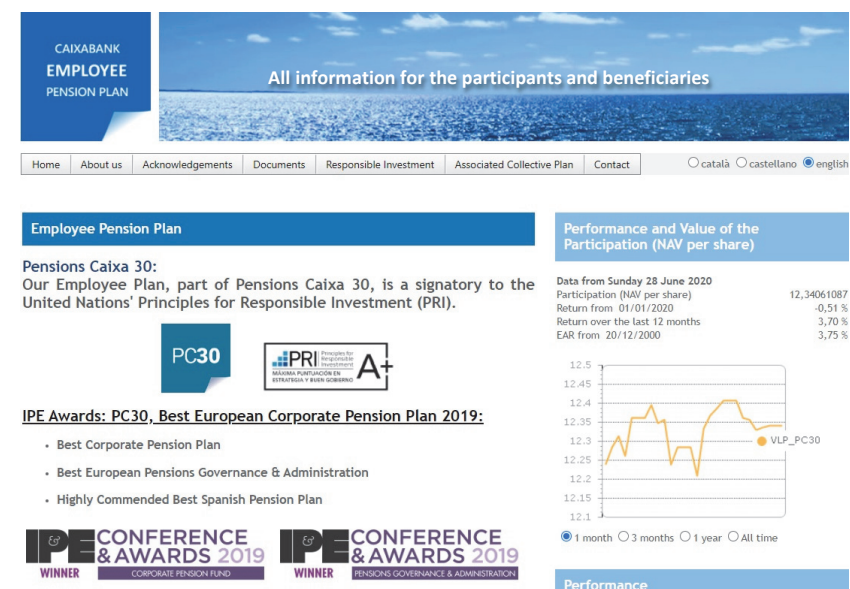 CAIXABANK
EMPLOYEE
PENSION PLAN
All information for the participants and beneficiaries
Home About us Acknowledgements Documents Responsible Investment Associated Collective Plan Contact català castellano english
Employee Pension Plan
Pensions Caixa 30:
Our Employee Plan, part of Pensions Caixa 30, is a signatory to the
United Nations' Principles for Responsible Investment (PRI).
PC30
PRI Principles for Responsible Investment A+
MÁXIMA PUNTUACIÓN EN
ESTRATEGIA Y BUEN GOBIERNO
IPE Awards: PC30, Best European Corporate Pension Plan 2019:
• Best Corporate Pension Plan
• Best European Pensions Governance & Administration
• Highly Commended Best Spanish Pension Plan
I&PE CONFERENCE
& AWARDS 2019
WINNER CORPORATE PENSION FUND
I&PE CONFERENCE
& AWARDS 2019
WINNER PENSIONS GOVERNANCE & ADMINISTRATION
Performance and Value of the
Participation (NAV per share)
Data from Sunday 28 June 2020
Participation (NAV per share) 12,34061087
Return from 01/01/2020 -0,51 %
Return over the last 12 months 3,70 %
EAR from 20/12/2000 3,75 %
12.5
12.45
12.4
12.35
12.3
12.25
12.2
12.15
12.1
VLP_PC30
1 month 3 months 1 year All time
Performance